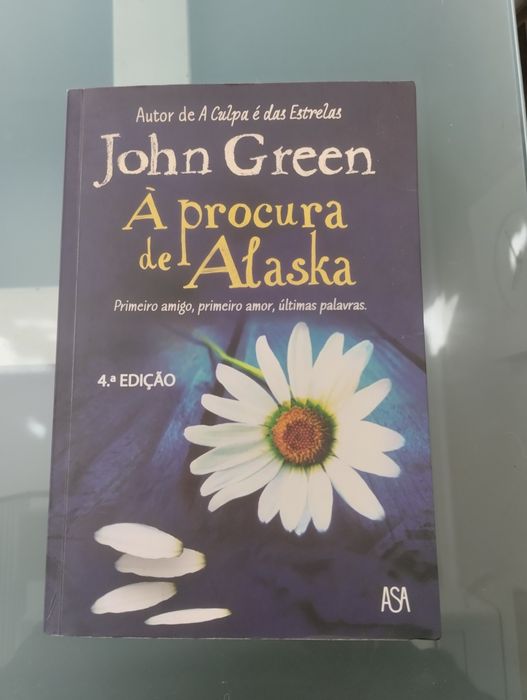 Autor de A Culpa é das Estrelas
John Green
À procura
de Alaska
Primeiro amigo, primeiro amor, últimas palavras.
4.ª EDIÇÃO
ASA